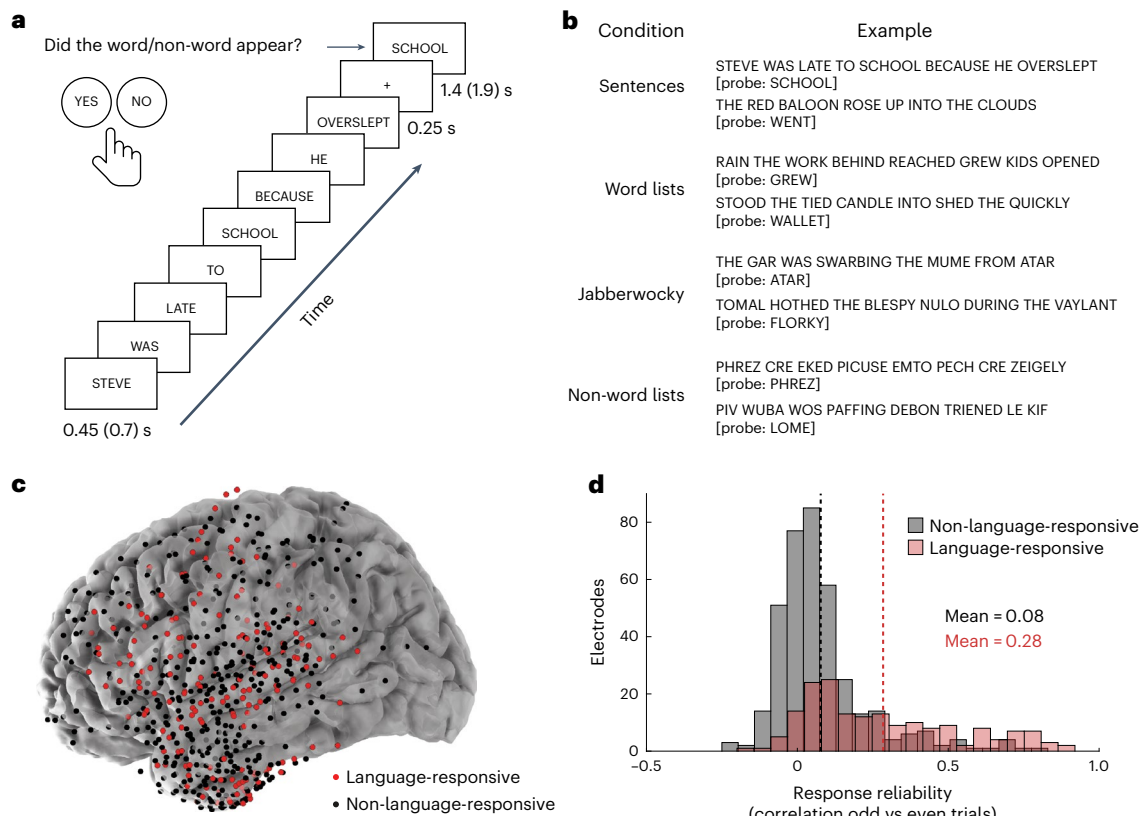 a
Did the word/non-word appear?
YES
NO
SCHOOL
+
1.4 (1.9) s
OVERSLEPT
0.25 s
HE
BECAUSE
SCHOOL
TO
LATE
WAS
STEVE
0.45 (0.7) s
Time
b
Condition
Example
Sentences
STEVE WAS LATE TO SCHOOL BECAUSE HE OVERSLEPT
[probe: SCHOOL]
THE RED BALOON ROSE UP INTO THE CLOUDS
[probe: WENT]
Word lists
RAIN THE WORK BEHIND REACHED GREW KIDS OPENED
[probe: GREW]
STOOD THE TIED CANDLE INTO SHED THE QUICKLY
[probe: WALLET]
Jabberwocky
THE GAR WAS SWARBING THE MUME FROM ATAR
[probe: ATAR]
TOMAL HOTHED THE BLESPY NULO DURING THE VAYLANT
[probe: FLORKY]
Non-word lists
PHREZ CRE EKED PICUSE EMTO PECH CRE ZEIGELY
[probe: PHREZ]
PIV WUBA WOS PAFFING DEBON TRIENED LE KIF
[probe: LOME]
c
Language-responsive
Non-language-responsive
d
Non-language-responsive
Language-responsive
Mean = 0.08
Mean = 0.28
Electrodes
80
60
40
20
0
−0.5
0
0.5
1.0
Response reliability
(correlation odd vs even trials)